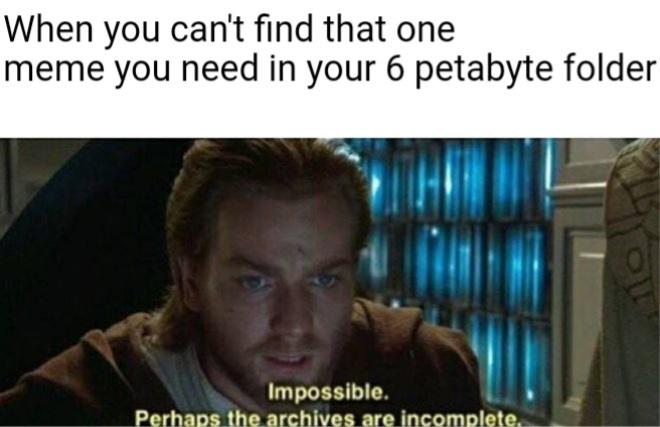 When you can't find that one
meme you need in your 6 petabyte folder
Impossible.
Perhaps the archives are incomplete.